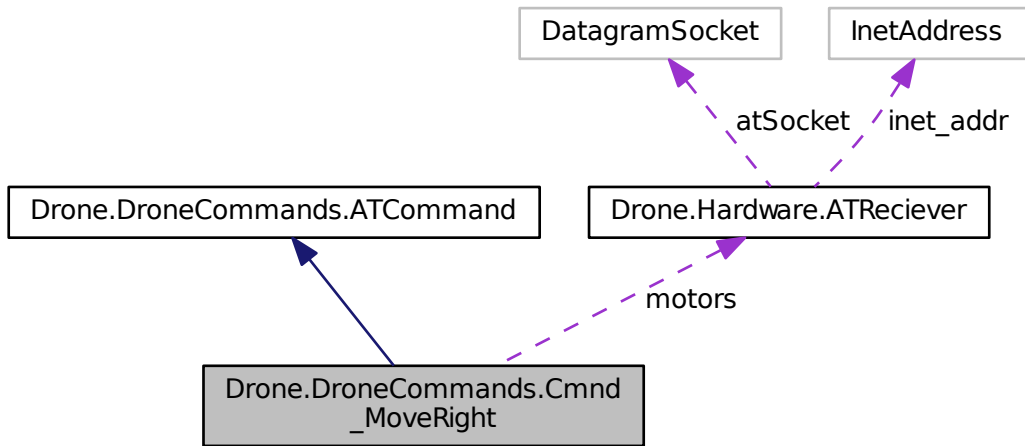 DatagramSocket
InetAddress
atSocket
inet_addr
Drone.DroneCommands.ATCommand
Drone.Hardware.ATReciever
motors
Drone.DroneCommands.Cmnd
_MoveRight